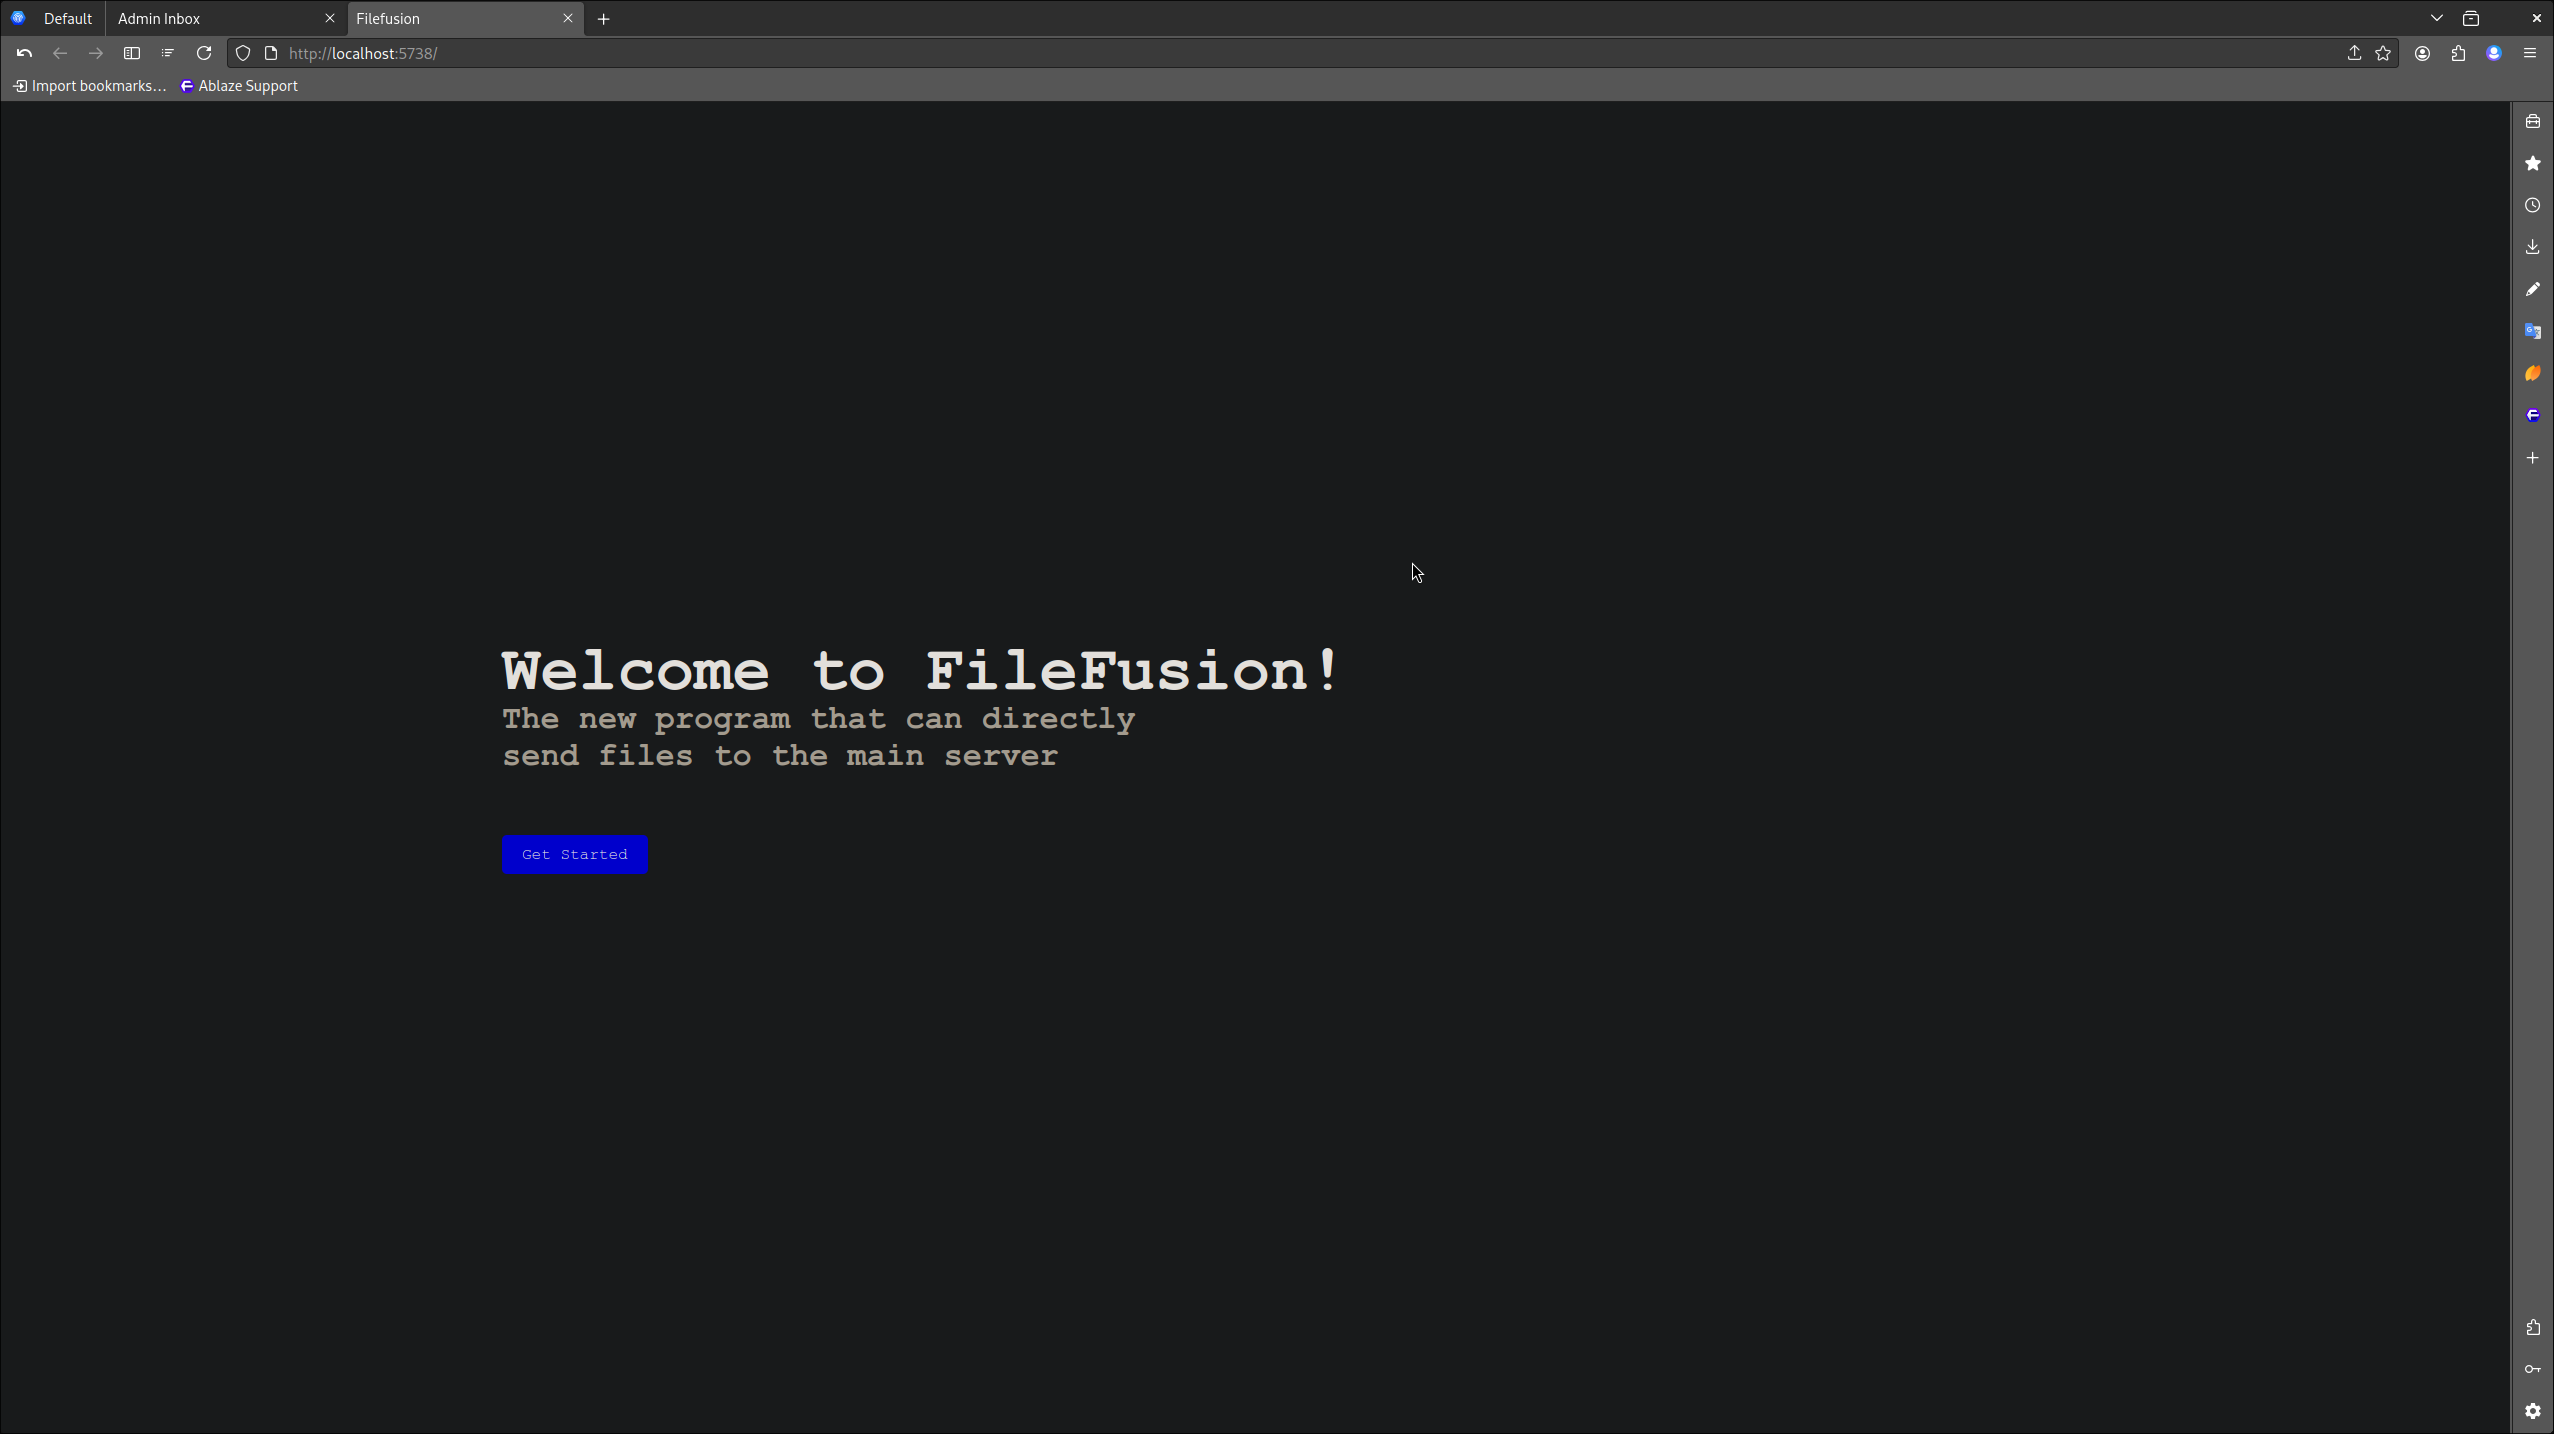 Default
Admin Inbox
Filefusion
http://localhost:5738/
Import bookmarks...
Ablaze Support
Welcome to FileFusion!
The new program that can directly
send files to the main server
Get Started